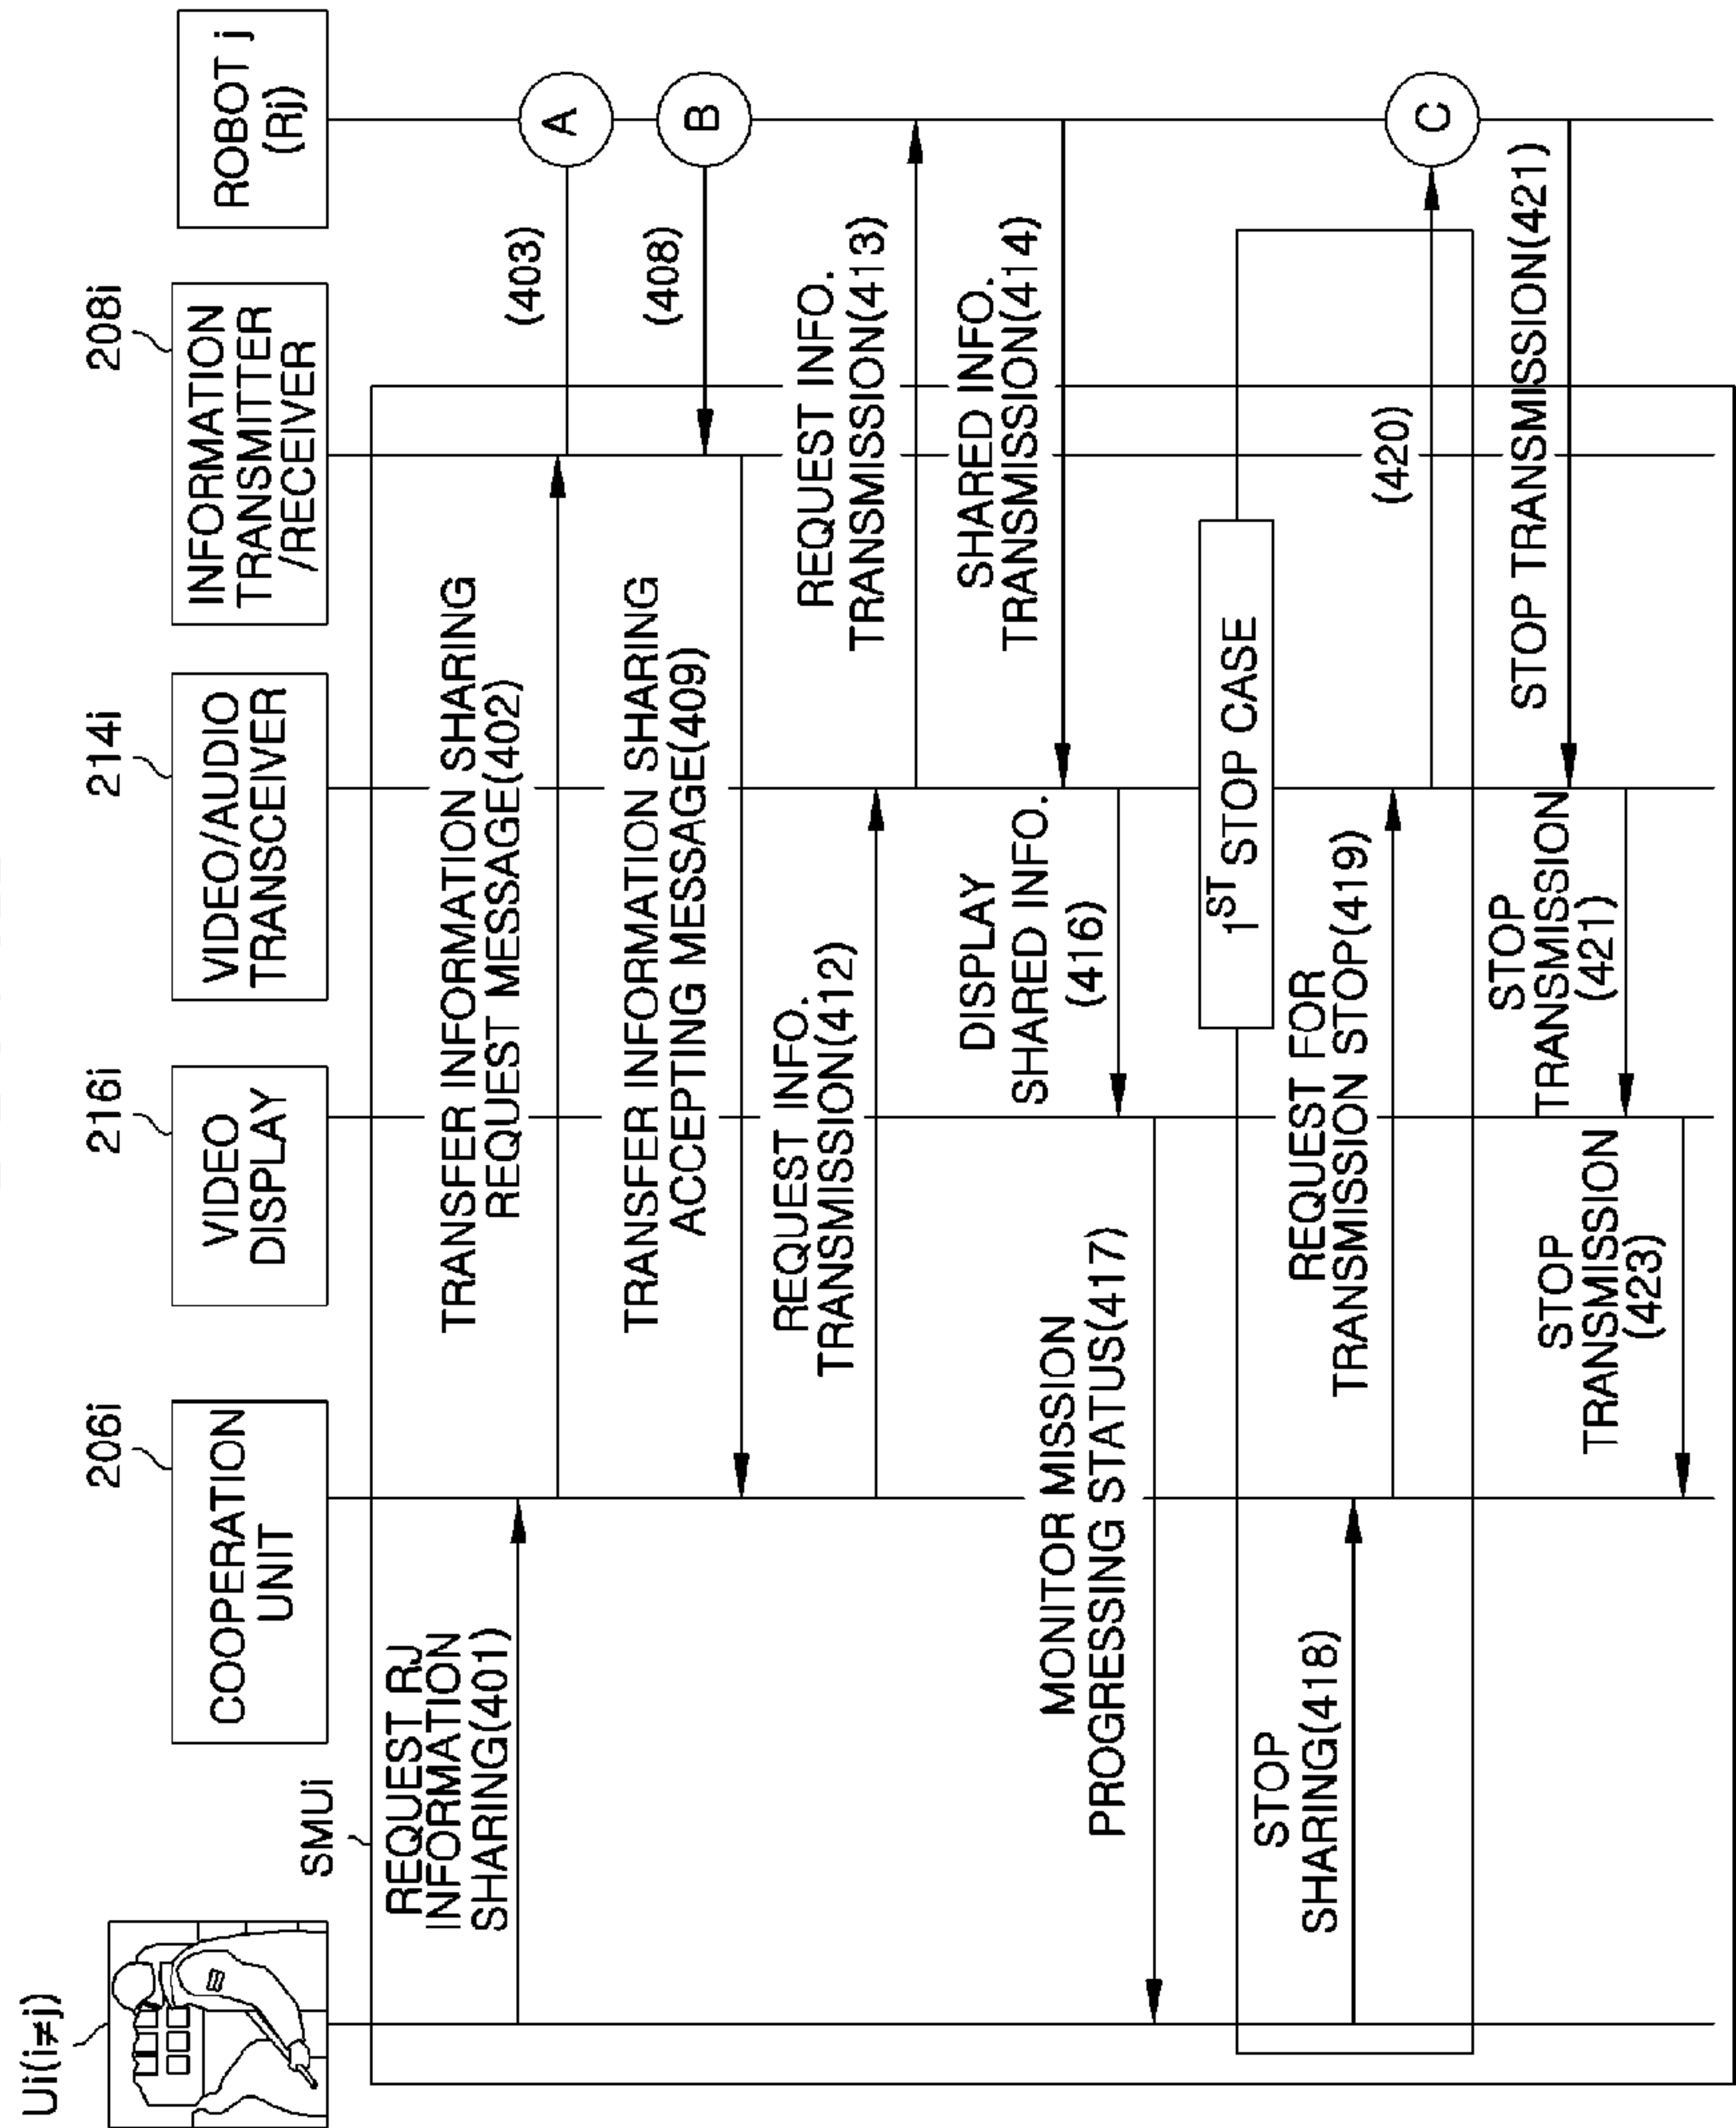 Ui(i≠j)
206i
216i
214i
208i
COOPERATION
UNIT
VIDEO
DISPLAY
VIDEO/AUDIO
TRANSCEIVER
INFORMATION
TRANSMITTER
/RECEIVER
ROBOT j
(Rj)
SMUi
REQUEST RJ
INFORMATION
SHARING(401)
TRANSFER INFORMATION SHARING
REQUEST MESSAGE(402)
(403)
A
TRANSFER INFORMATION SHARING
ACCEPTING MESSAGE(409)
(408)
B
REQUEST INFO.
TRANSMISSION(412)
REQUEST INFO.
TRANSMISSION(413)
SHARED INFO.
TRANSMISSION(414)
DISPLAY
SHARED INFO.
(416)
MONITOR MISSION
PROGRESSING STATUS(417)
1ST STOP CASE
STOP
SHARING(418)
REQUEST FOR
TRANSMISSION STOP(419)
(420)
C
STOP TRANSMISSION(421)
STOP
TRANSMISSION
(421)
STOP
TRANSMISSION
(423)